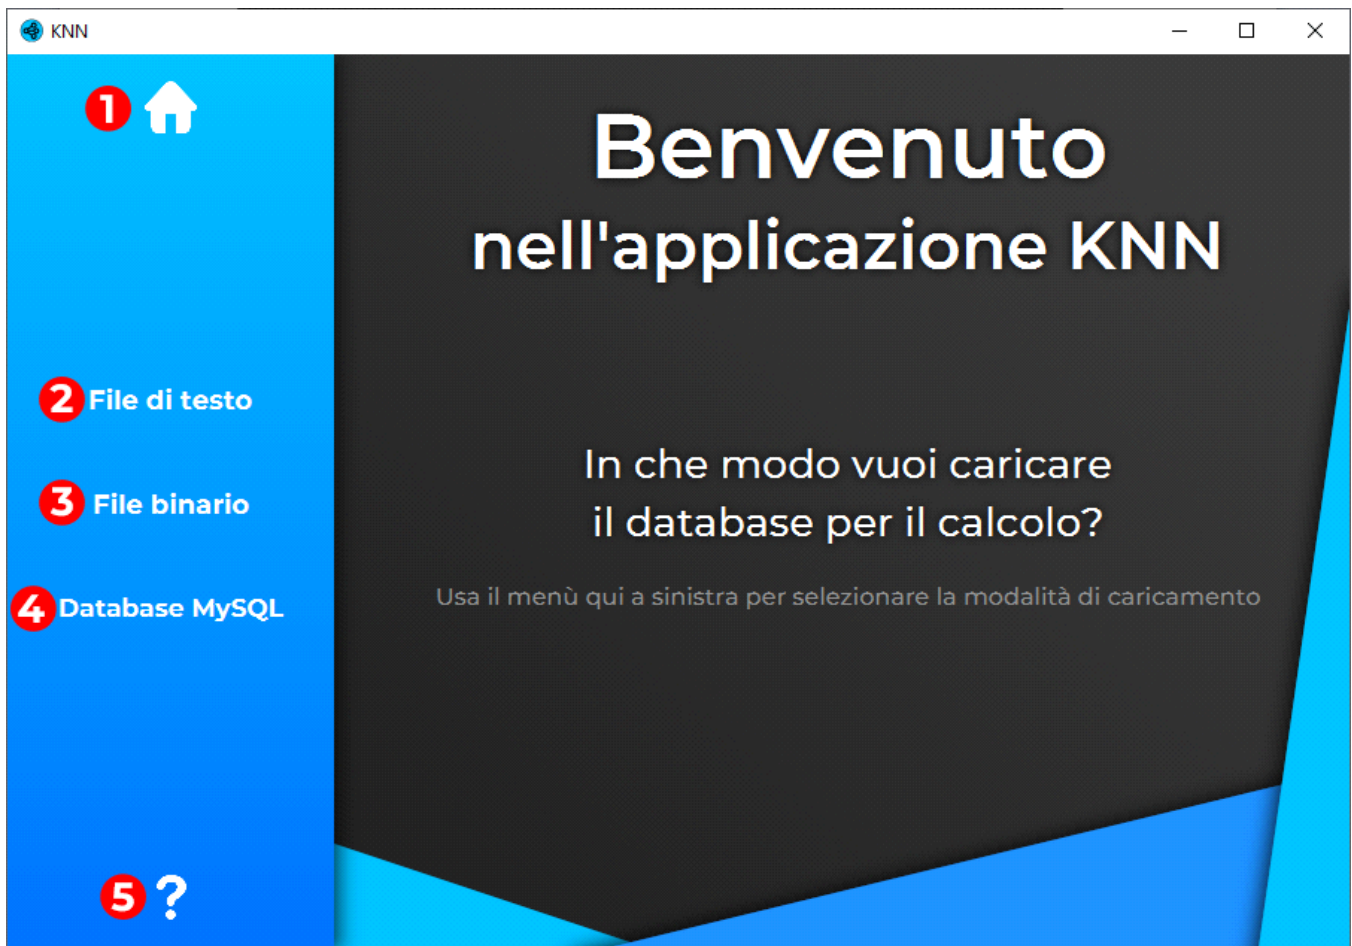 KNN
1
Benvenuto
nell'applicazione KNN
2 File di testo
3 File binario
4 Database MySQL
In che modo vuoi caricare
il database per il calcolo?
Usa il menù qui a sinistra per selezionare la modalità di caricamento
5 ?